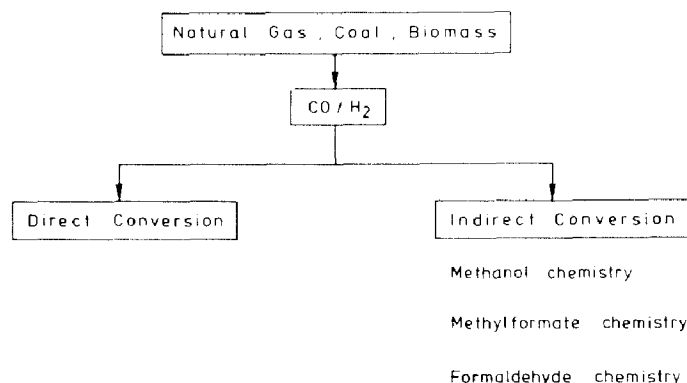 Natural Gas , Coal , Biomass
CO / H2
Direct Conversion
Indirect Conversion
Methanol chemistry
Methylformate chemistry
Formaldehyde chemistry